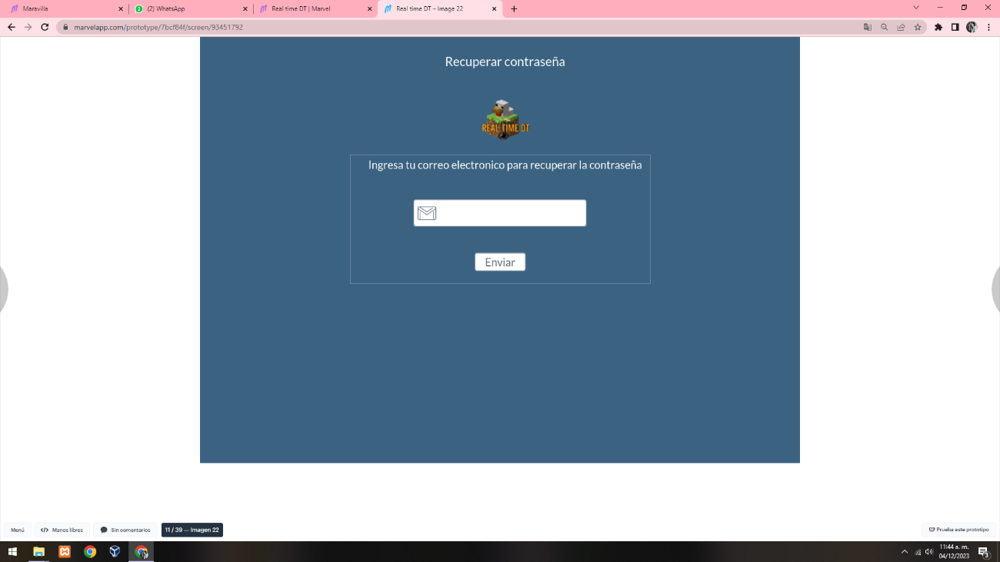 Maravilla
(2) WhatsApp
Real time DT | Marvel
Real time DT – Image 22
marvelapp.com/prototype/7bcf84f/screen/93451792
Recuperar contraseña
REAL TIME DT
Ingresa tu correo electronico para recuperar la contraseña
Enviar
Menú
Manos libres
Sin comentarios
11 / 39 — Imagen 22
Prueba este prototipo
11:44 a. m.
04/12/2023
3